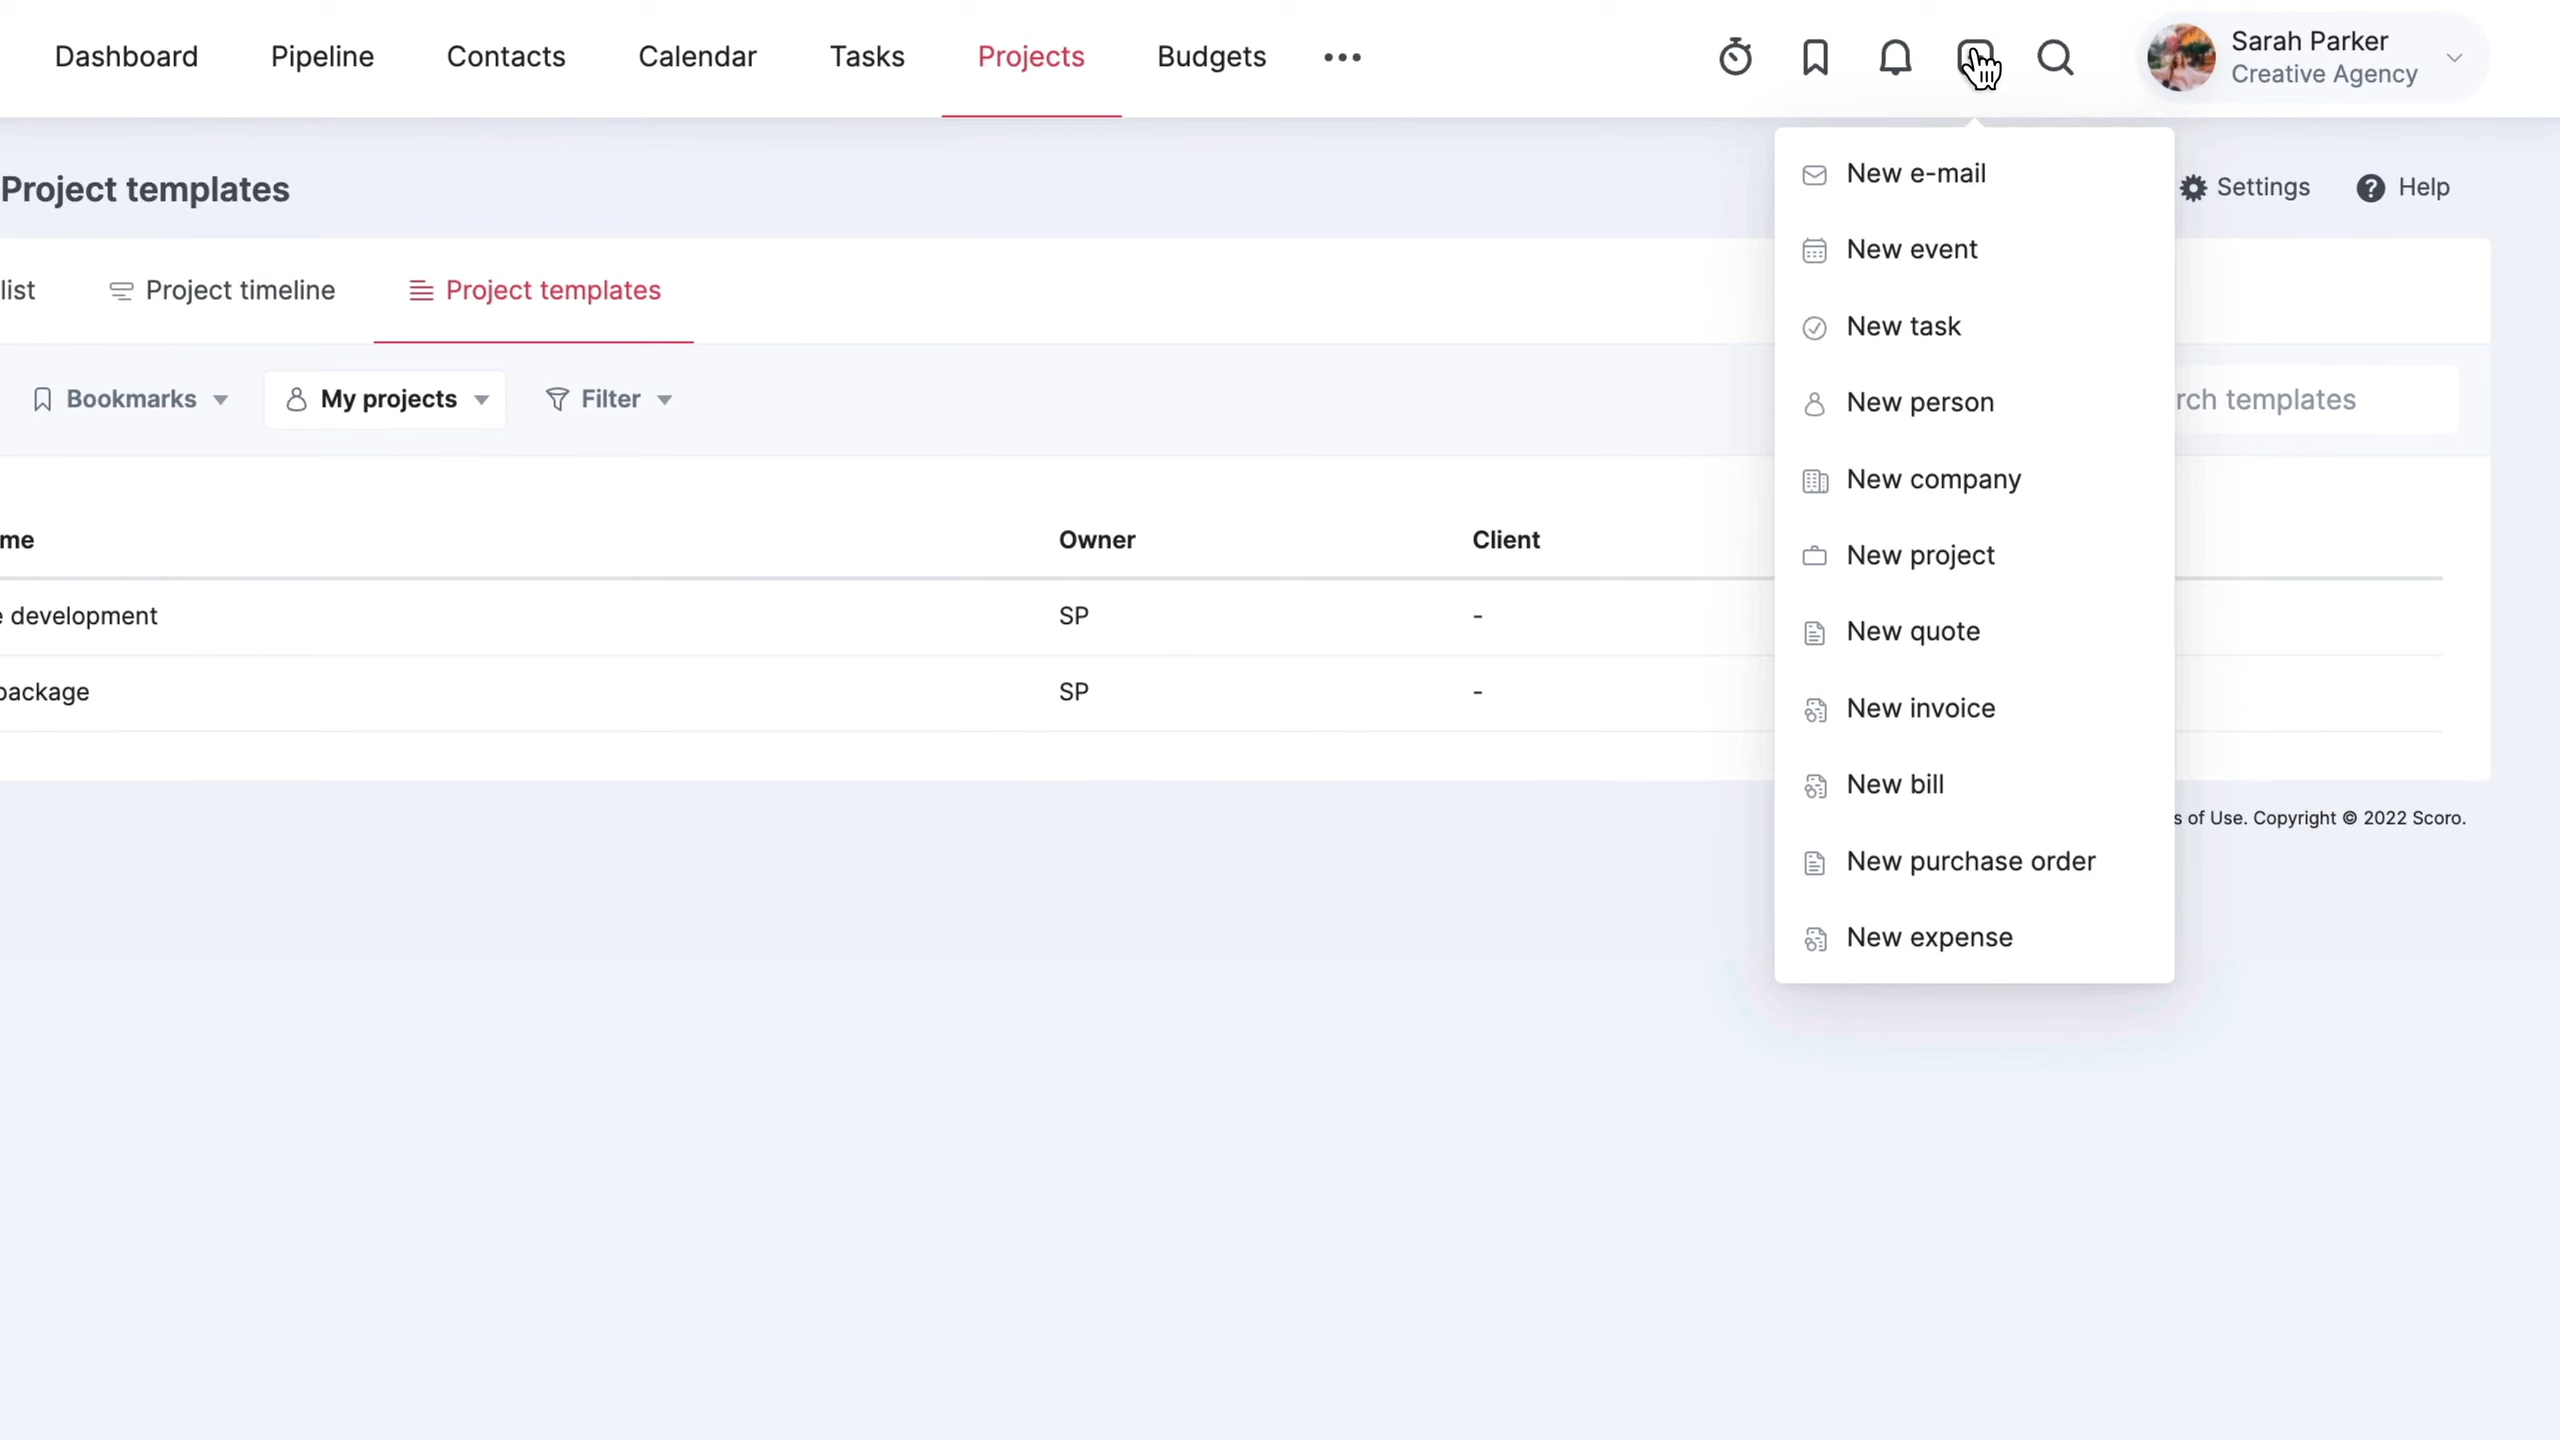 Dashboard Pipeline Contacts Calendar Tasks Projects Budgets
Sarah Parker
Creative Agency
Project templates
Settings Help
list Project timeline Project templates
Bookmarks My projects Filter
rch templates
me Owner Client
e development SP -
package SP -
New e-mail
New event
New task
New person
New company
New project
New quote
New invoice
New bill
New purchase order
New expense
s of Use. Copyright © 2022 Scoro.